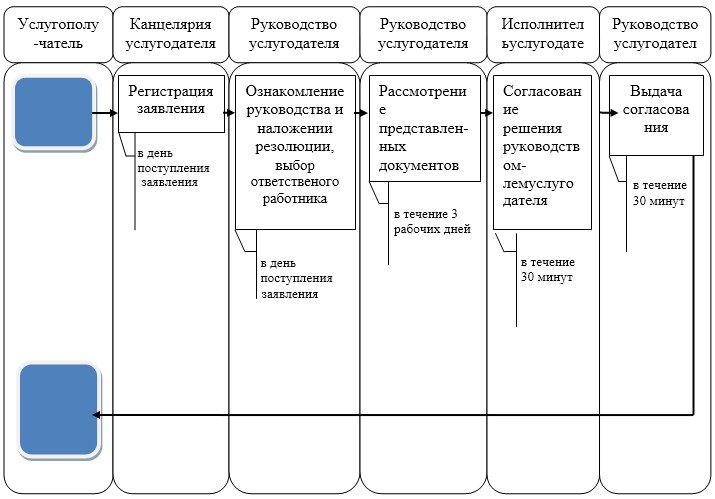 Услугополу
-чатель
Канцелярия
услугодателя
Руководство
услугодателя
Руководство
услугодателя
Исполнител
ьуслугодате
Руководство
услугодател
Регистрация
заявления
в день
поступления
заявления
Ознакомление
руководства и
наложении
резолюции,
выбор
ответственого
работника
в день
поступления
заявления
Рассмотрени
е
представлен-
ных
документов
в течение 3
рабочих дней
Согласован
ие
решения
руководств
ом-
лемуслуго
дателя
в течение
30 минут
Выдача
согласова
ния
в течение
30 минут